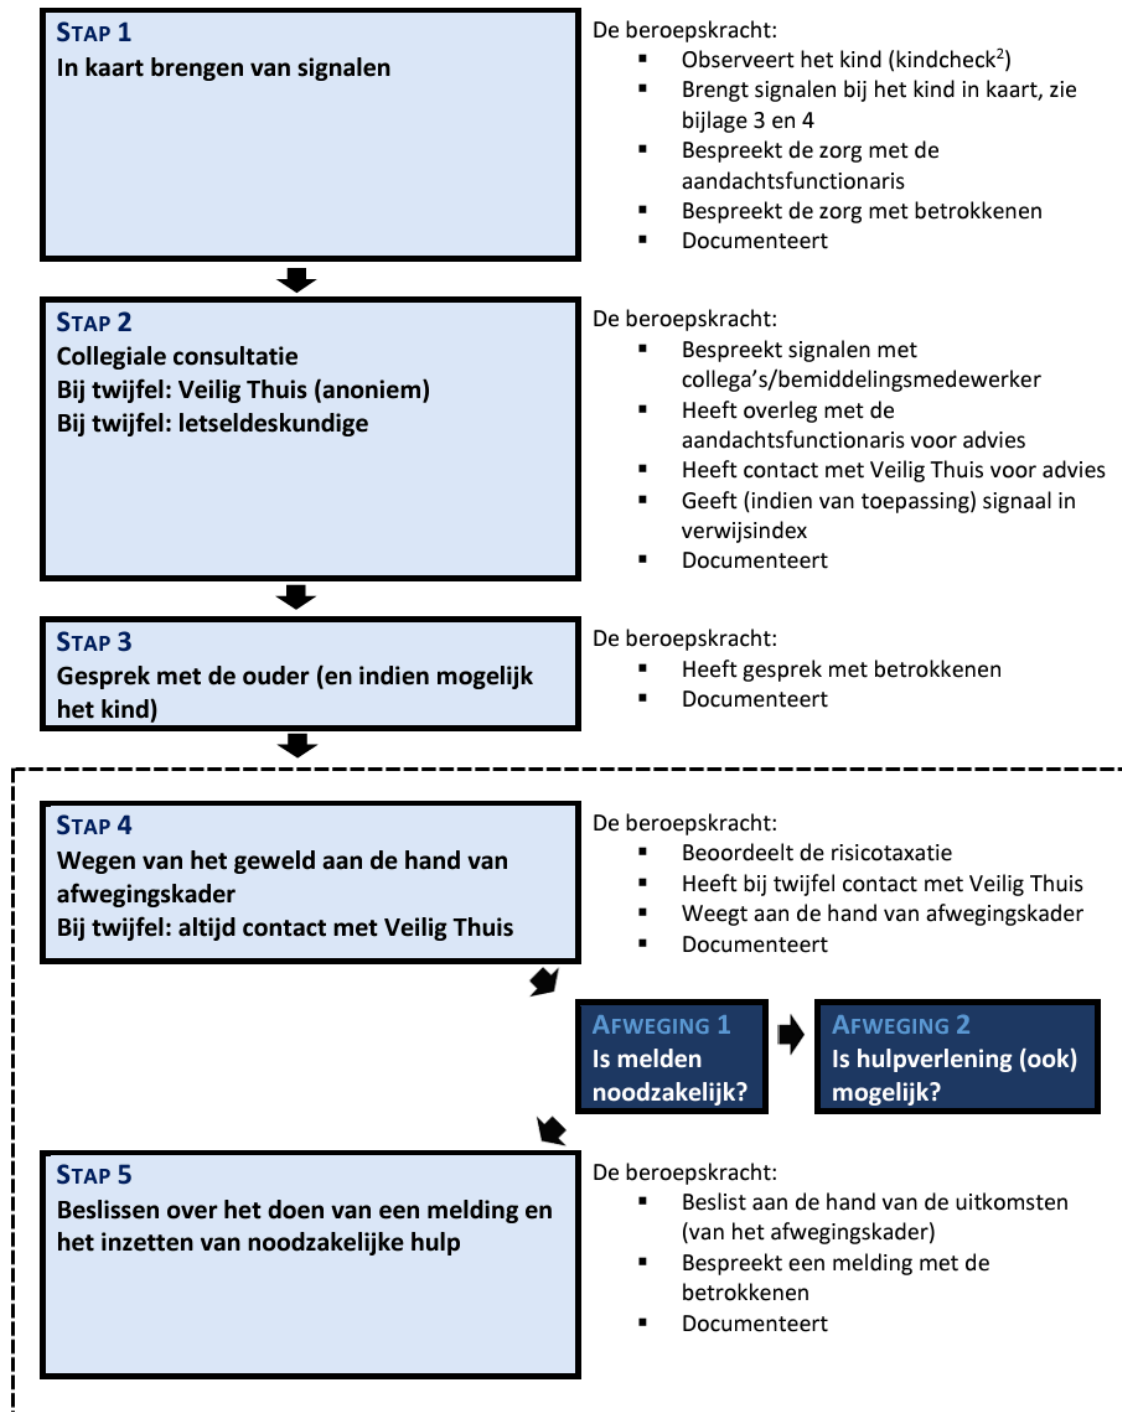 STAP 1
In kaart brengen van signalen
De beroepskracht:
▪ Observeert het kind (kindcheck²)
▪ Brengt signalen bij het kind in kaart, zie
bijlage 3 en 4
▪ Bespreekt de zorg met de
aandachtsfunctionaris
▪ Bespreekt de zorg met betrokkenen
▪ Documenteert
STAP 2
Collegiale consultatie
Bij twijfel: Veilig Thuis (anoniem)
Bij twijfel: letseldeskundige
De beroepskracht:
▪ Bespreekt signalen met
collega’s/bemiddelingsmedewerker
▪ Heeft overleg met de
aandachtsfunctionaris voor advies
▪ Heeft contact met Veilig Thuis voor advies
▪ Geeft (indien van toepassing) signaal in
verwijsindex
▪ Documenteert
STAP 3
Gesprek met de ouder (en indien mogelijk
het kind)
De beroepskracht:
▪ Heeft gesprek met betrokkenen
▪ Documenteert
STAP 4
Wegen van het geweld aan de hand van
afwegingskader
Bij twijfel: altijd contact met Veilig Thuis
De beroepskracht:
▪ Beoordeelt de risicotaxatie
▪ Heeft bij twijfel contact met Veilig Thuis
▪ Weegt aan de hand van afwegingskader
▪ Documenteert
AFWEGING 1
Is melden
noodzakelijk?
AFWEGING 2
Is hulpverlening (ook)
mogelijk?
STAP 5
Beslissen over het doen van een melding en
het inzetten van noodzakelijke hulp
De beroepskracht:
▪ Beslist aan de hand van de uitkomsten
(van het afwegingskader)
▪ Bespreekt een melding met de
betrokkenen
▪ Documenteert